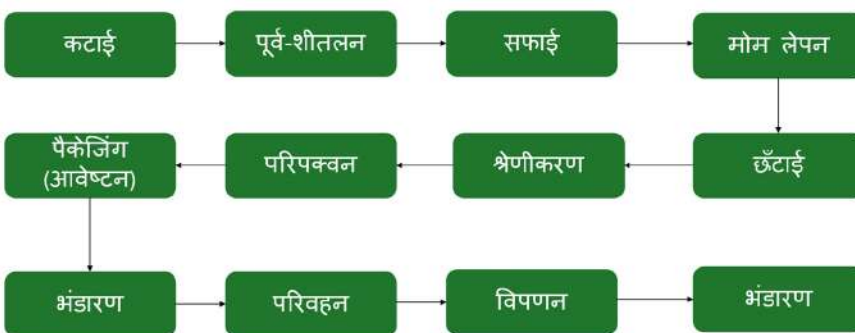 कटाई
पूर्व-शीतलन
सफाई
मोम लेपन
छँटाई
श्रेणीकरण
परिपक्वन
पैकेजिंग
(आवेष्टन)
भंडारण
परिवहन
विपणन
भंडारण